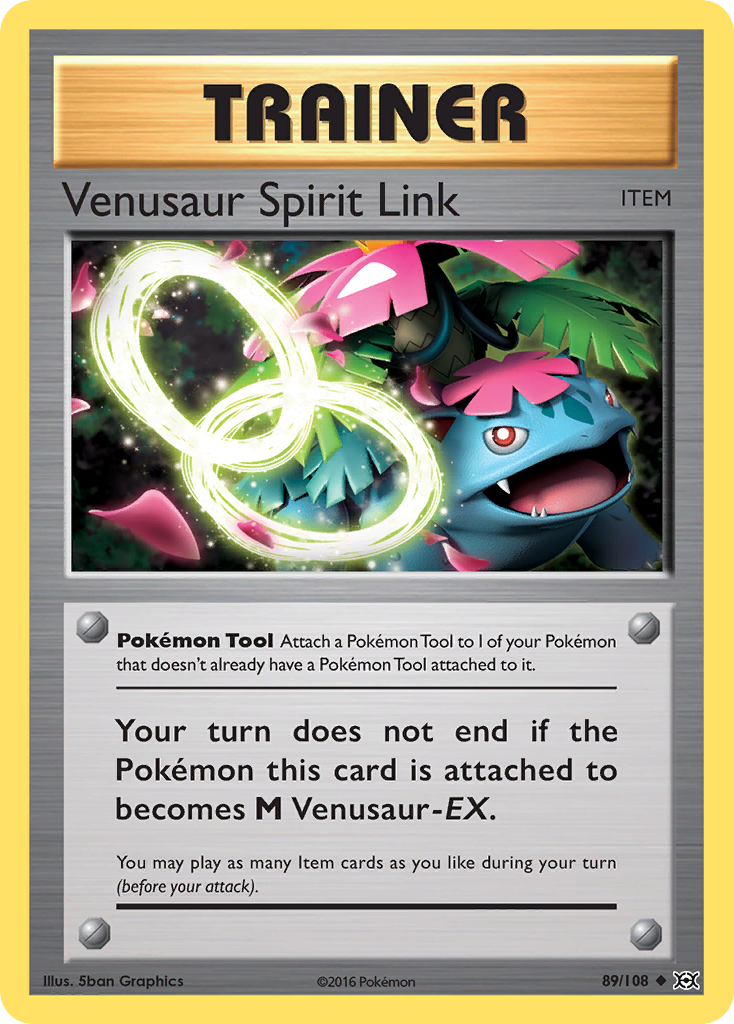 TRAINER
Venusaur Spirit Link
ITEM
Pokémon Tool Attach a Pokémon Tool to 1 of your Pokémon
that doesn't already have a Pokémon Tool attached to it.
Your turn does not end if the
Pokémon this card is attached to
becomes M Venusaur-EX.
You may play as many Item cards as you like during your turn
(before your attack).
Illus. 5ban Graphics
©2016 Pokémon
89/108